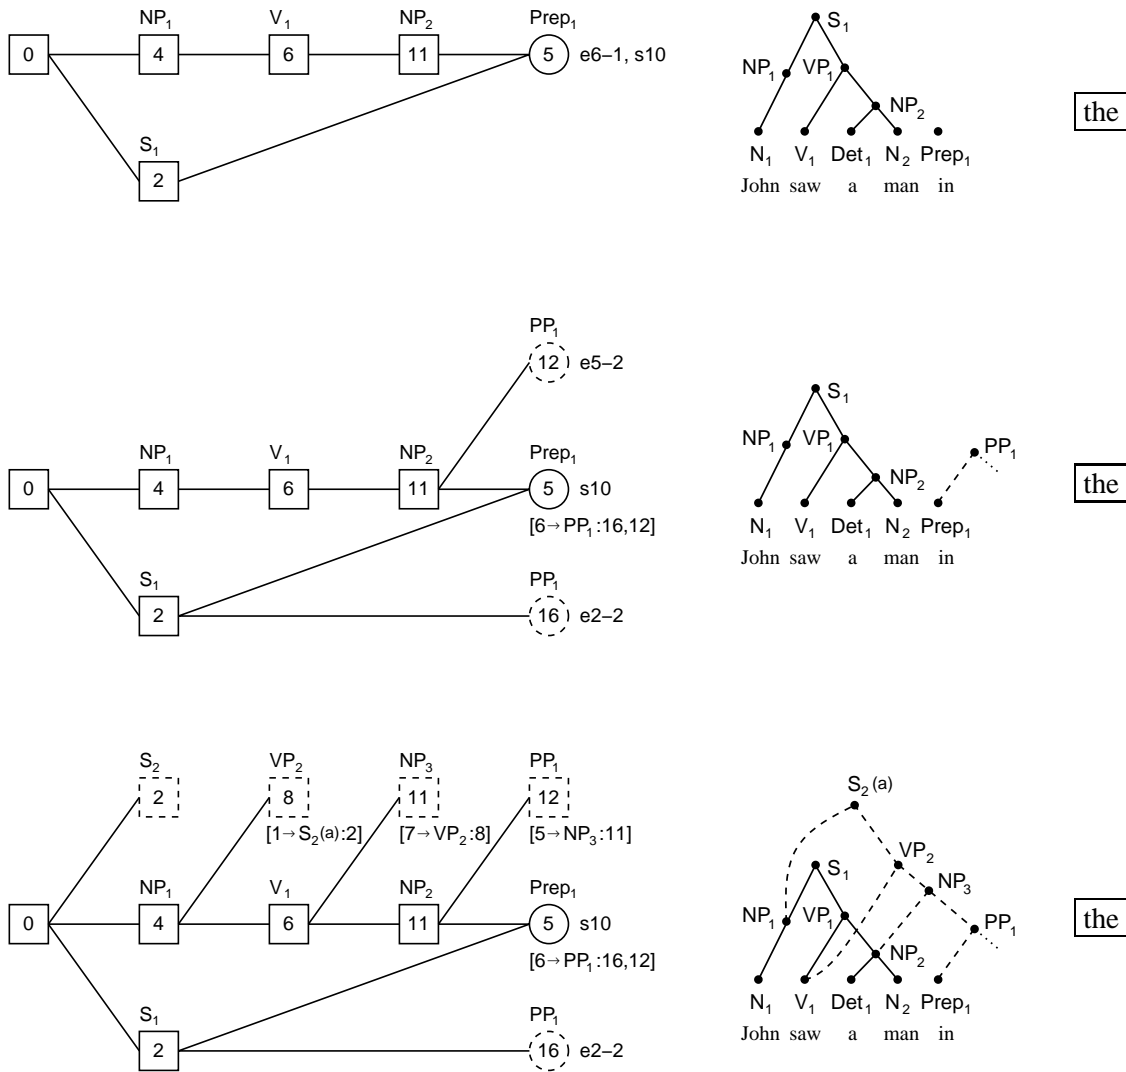 NP₁ V₁ NP₂ Prep₁
0 4 6 11 5 e6–1, s10
S₁
2
S₁
NP₁ VP₁
NP₂
N₁ V₁ Det₁ N₂ Prep₁
John saw a man in
the
PP₁
12 e5–2
NP₁ V₁ NP₂ Prep₁
0 4 6 11 5 s10
[6→PP₁:16,12]
S₁ PP₁
2 16 e2–2
S₁
NP₁ VP₁ PP₁
NP₂
N₁ V₁ Det₁ N₂ Prep₁
John saw a man in
the
S₂ VP₂ NP₃ PP₁
2 8 11 12
[1→S₂(a):2] [7→VP₂:8] [5→NP₃:11]
NP₁ V₁ NP₂ Prep₁
0 4 6 11 5 s10
[6→PP₁:16,12]
S₁ PP₁
2 16 e2–2
S₂(a)
S₁ VP₂
NP₃
NP₁ VP₁ PP₁
NP₂
N₁ V₁ Det₁ N₂ Prep₁
John saw a man in
the